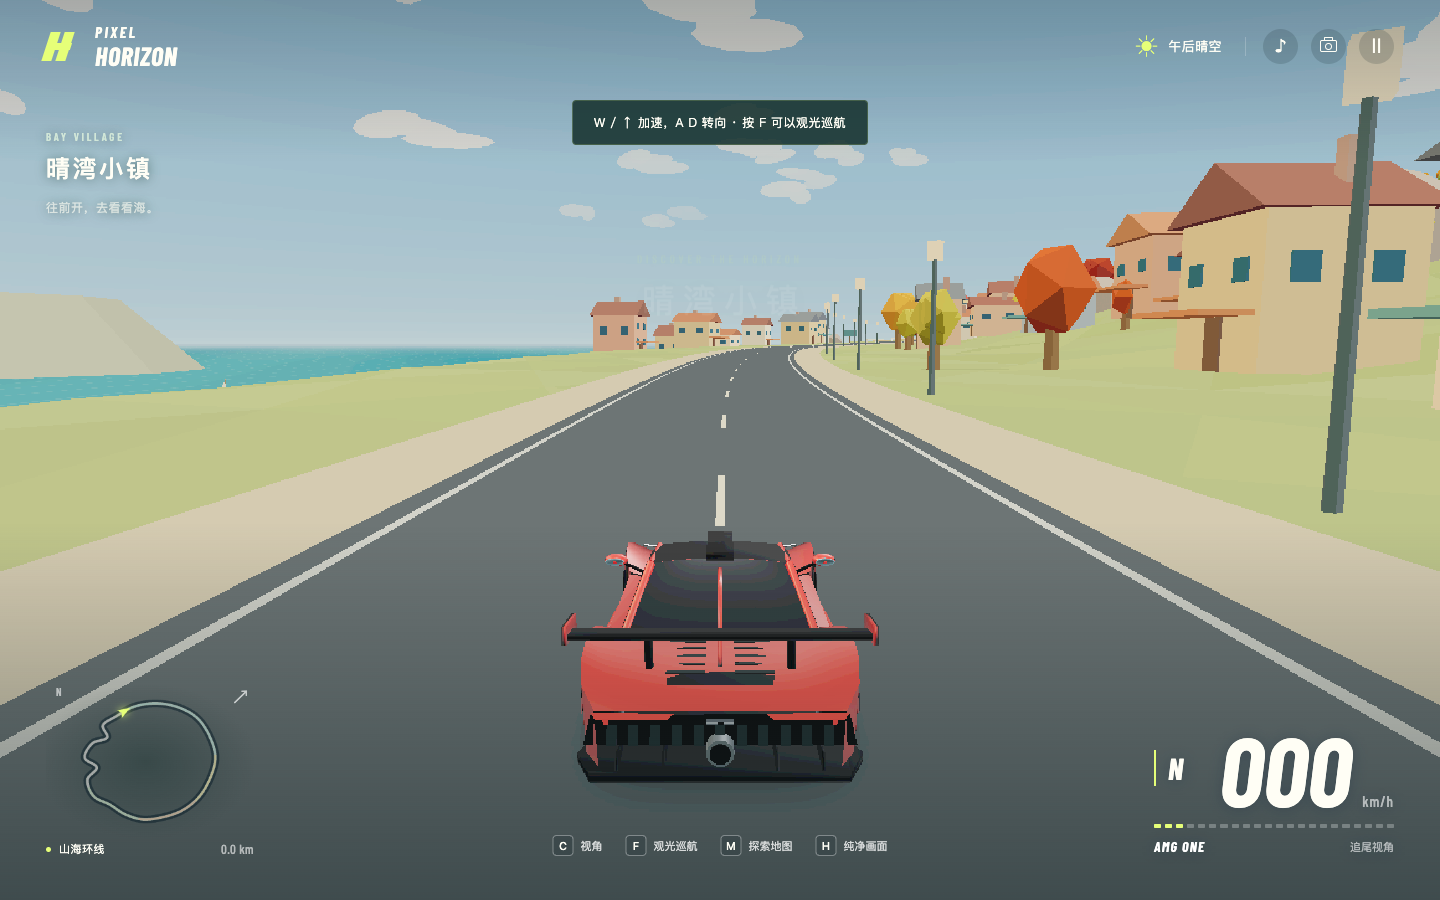 PIXEL
HORIZON
午后晴空
W / ↑ 加速，A D 转向 · 按 F 可以观光巡航
BAY VILLAGE
晴湾小镇
往前开，去看看海。
晴湾小镇
N
山海环线
0.0 km
C 视角
F 观光巡航
M 探索地图
H 纯净画面
N
000
km/h
AMG ONE
追尾视角